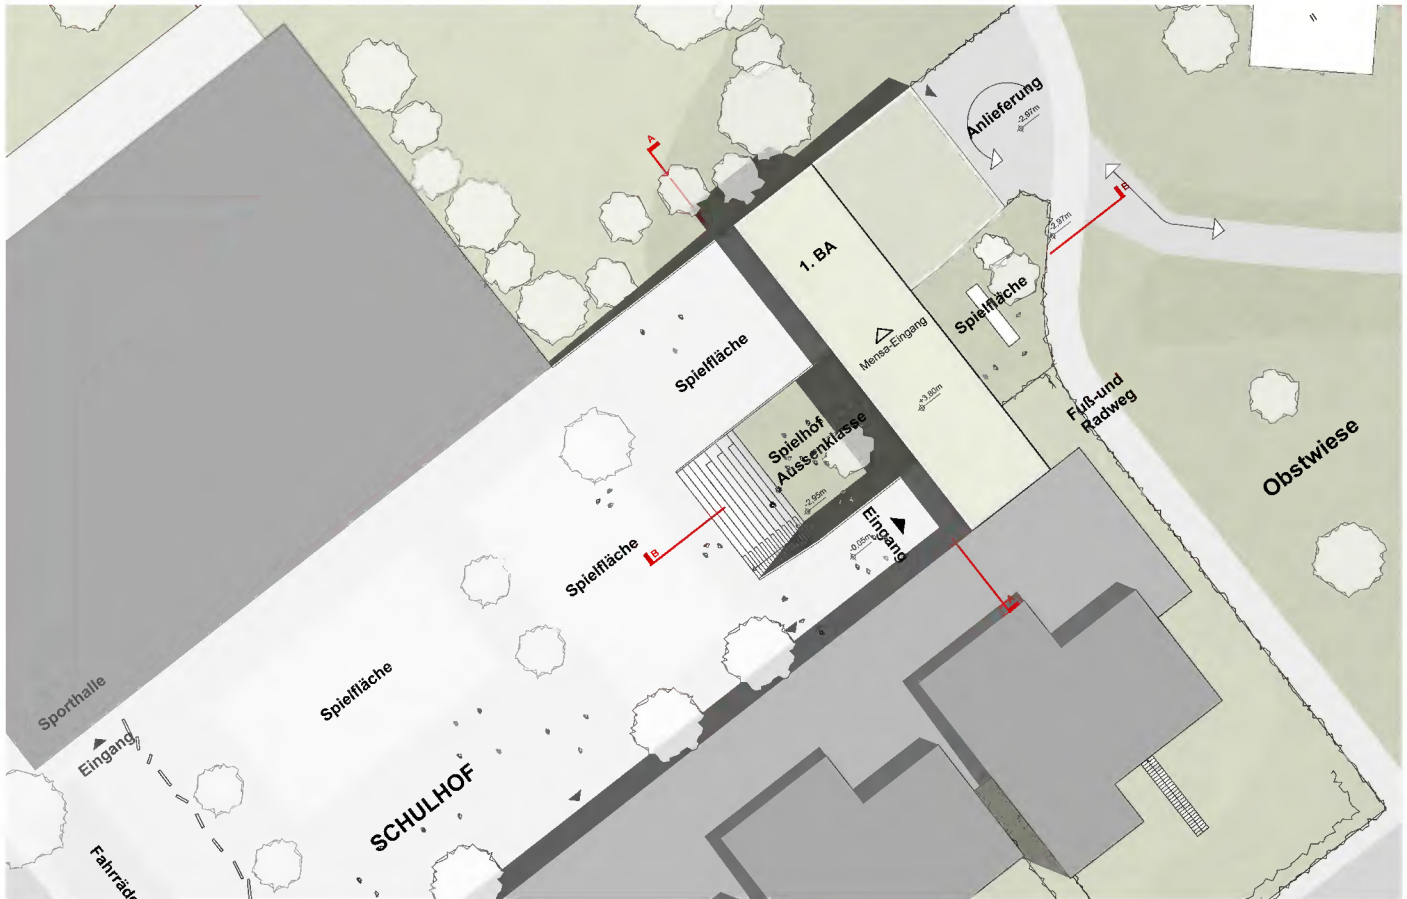 A
Anlieferung
-2,97m
B
-2,97m
1. BA
Spielfläche
Mensa-Eingang
Spielfläche
+3,80m
Fuß-und
Radweg
Spielhof
Aussenklasse
Obstwiese
-2,95m
Eingang
-0,05m
B
Spielfläche
A
Spielfläche
Sporthalle
Eingang
SCHULHOF
Fahrräde